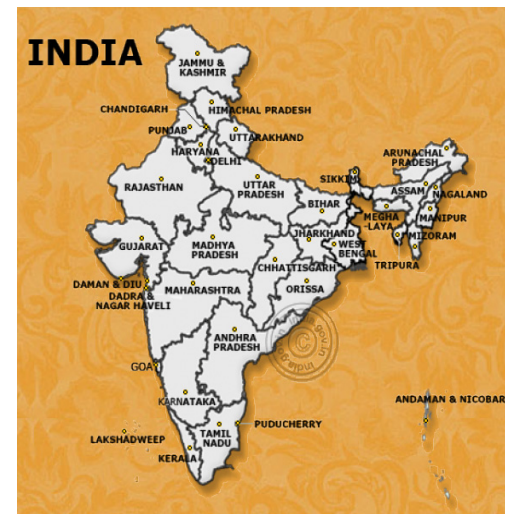 INDIA
JAMMU &
KASHMIR
CHANDIGARH
HIMACHAL PRADESH
PUNJAB
UTTARAKHAND
HARYANA
DELHI
ARUNACHAL
PRADESH
SIKKIM
RAJASTHAN
UTTAR
PRADESH
ASSAM
NAGALAND
BIHAR
MEGHA
-LAYA
MANIPUR
JHARKHAND
MIZORAM
GUJARAT
MADHYA
PRADESH
WEST
BENGAL
TRIPURA
CHHATTISGARH
DAMAN & DIU
MAHARASHTRA
ORISSA
DADRA &
NAGAR HAVELI
ANDHRA
PRADESH
GOA
KARNATAKA
ANDAMAN & NICOBAR
PUDUCHERRY
TAMIL
NADU
LAKSHADWEEP
KERALA